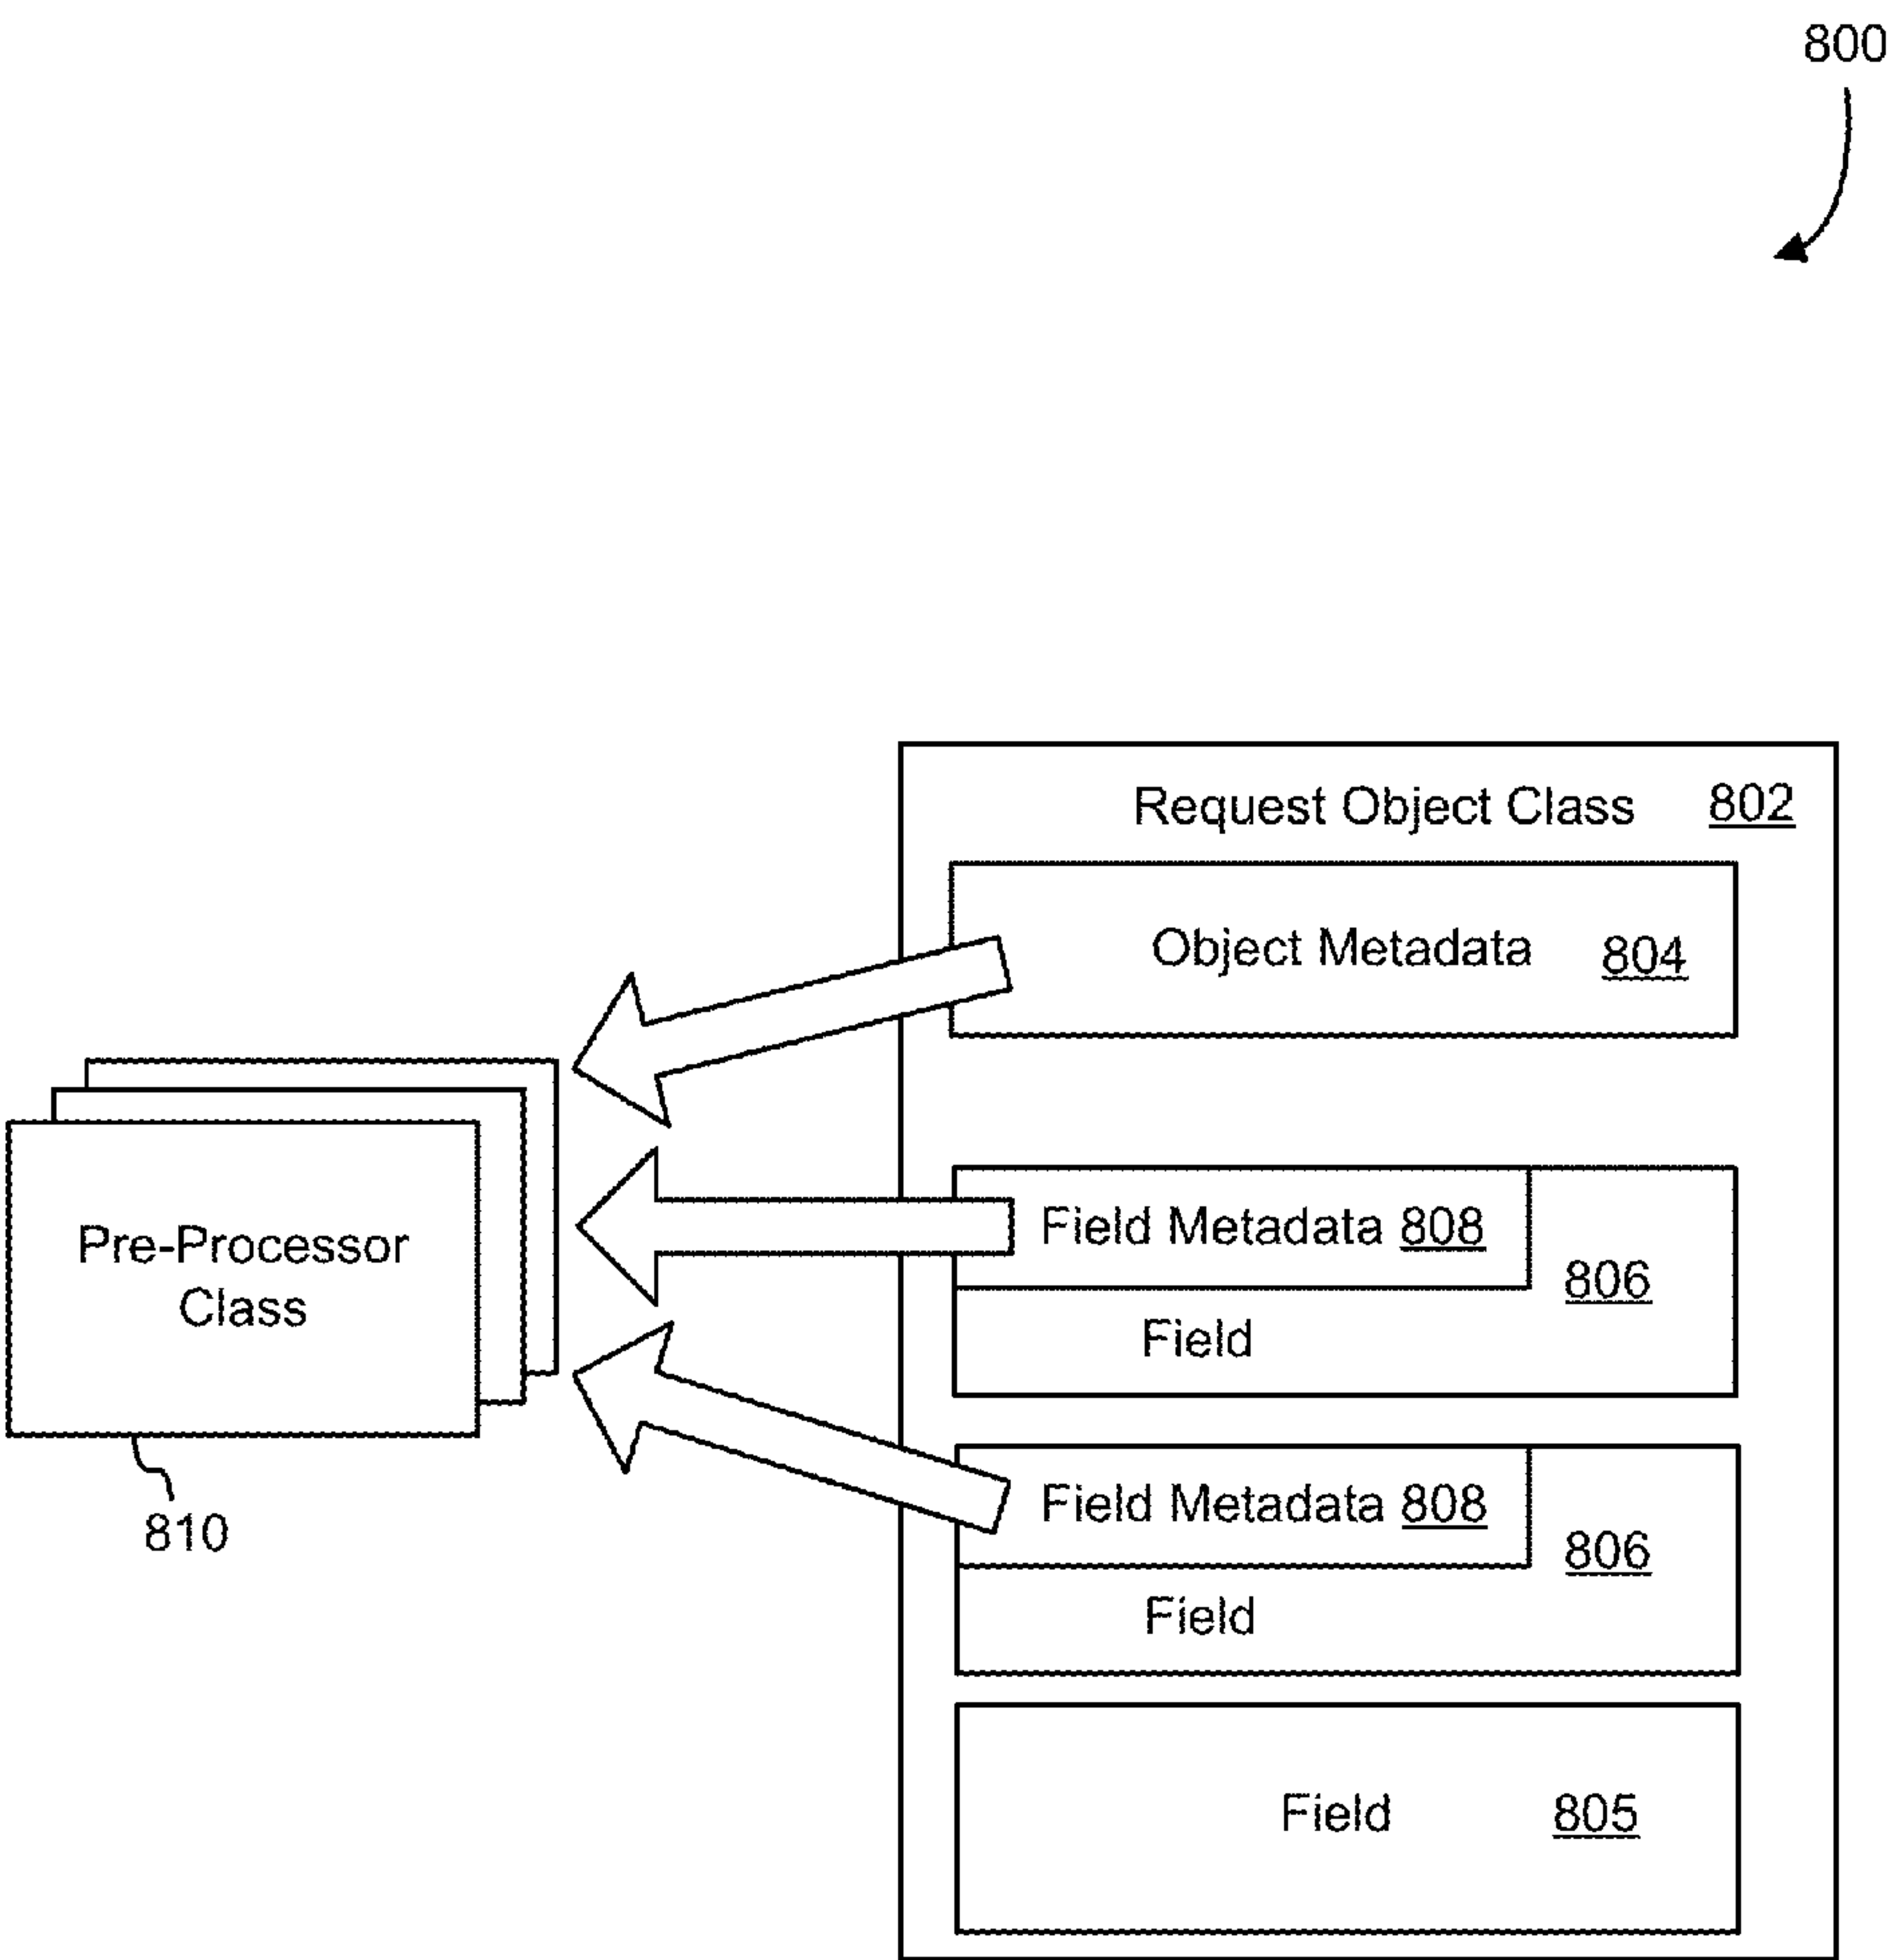 800
Request Object Class 802
Object Metadata 804
Pre-Processor
Class
810
Field Metadata 808
806
Field
Field Metadata 808
806
Field
Field 805